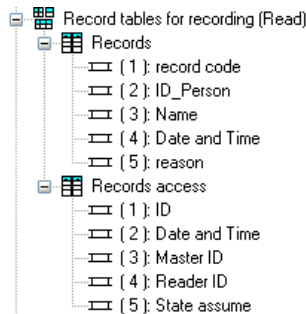 Record tables for recording (Read)
Records
( 1 ): record code
( 2 ): ID_Person
( 3 ): Name
( 4 ): Date and Time
( 5 ): reason
Records access
( 1 ): ID
( 2 ): Date and Time
( 3 ): Master ID
( 4 ): Reader ID
( 5 ): State assume